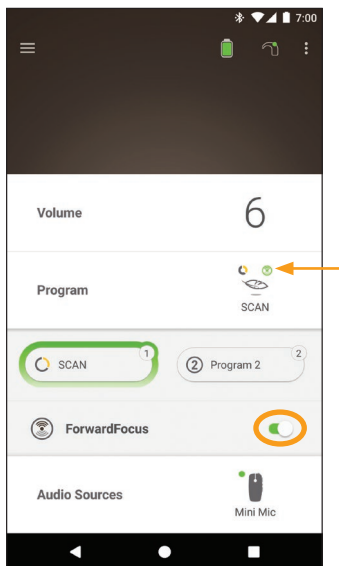 7:00
Volume 6
Program
SCAN
SCAN 1
2 Program 2 2
ForwardFocus
Audio Sources
Mini Mic